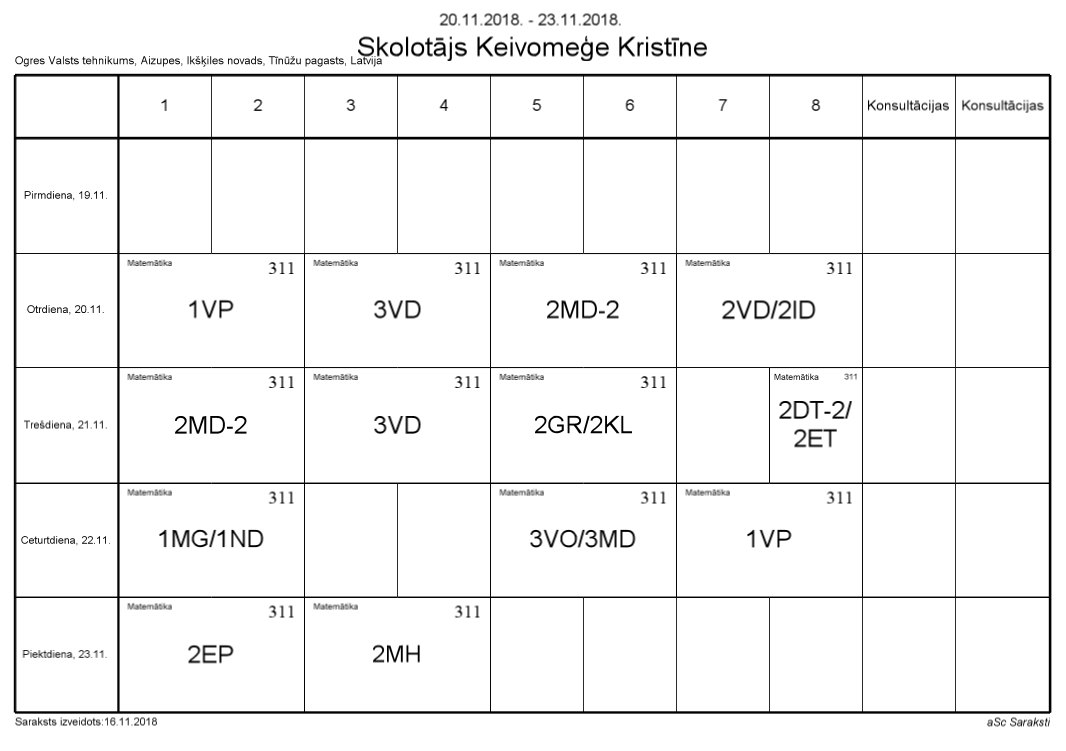 20.11.2018. - 23.11.2018.
Skolotājs Keivomeģe Kristīne
Ogres Valsts tehnikums, Aizupes, Ikšķiles novads, Tīnūžu pagasts, Latvija
1 2 3 4 5 6 7 8 Konsultācijas Konsultācijas
Pirmdiena, 19.11.
Matemātika 311 Matemātika 311 Matemātika 311 Matemātika 311
Otrdiena, 20.11. 1VP 3VD 2MD-2 2VD/2ID
Matemātika 311 Matemātika 311 Matemātika 311 Matemātika 311
Trešdiena, 21.11. 2MD-2 3VD 2GR/2KL 2DT-2/
2ET
Matemātika 311 Matemātika 311 Matemātika 311
Ceturtdiena, 22.11. 1MG/1ND 3VO/3MD 1VP
Matemātika 311 Matemātika 311
Piektdiena, 23.11. 2EP 2MH
Saraksts izveidots:16.11.2018 aSc Saraksti